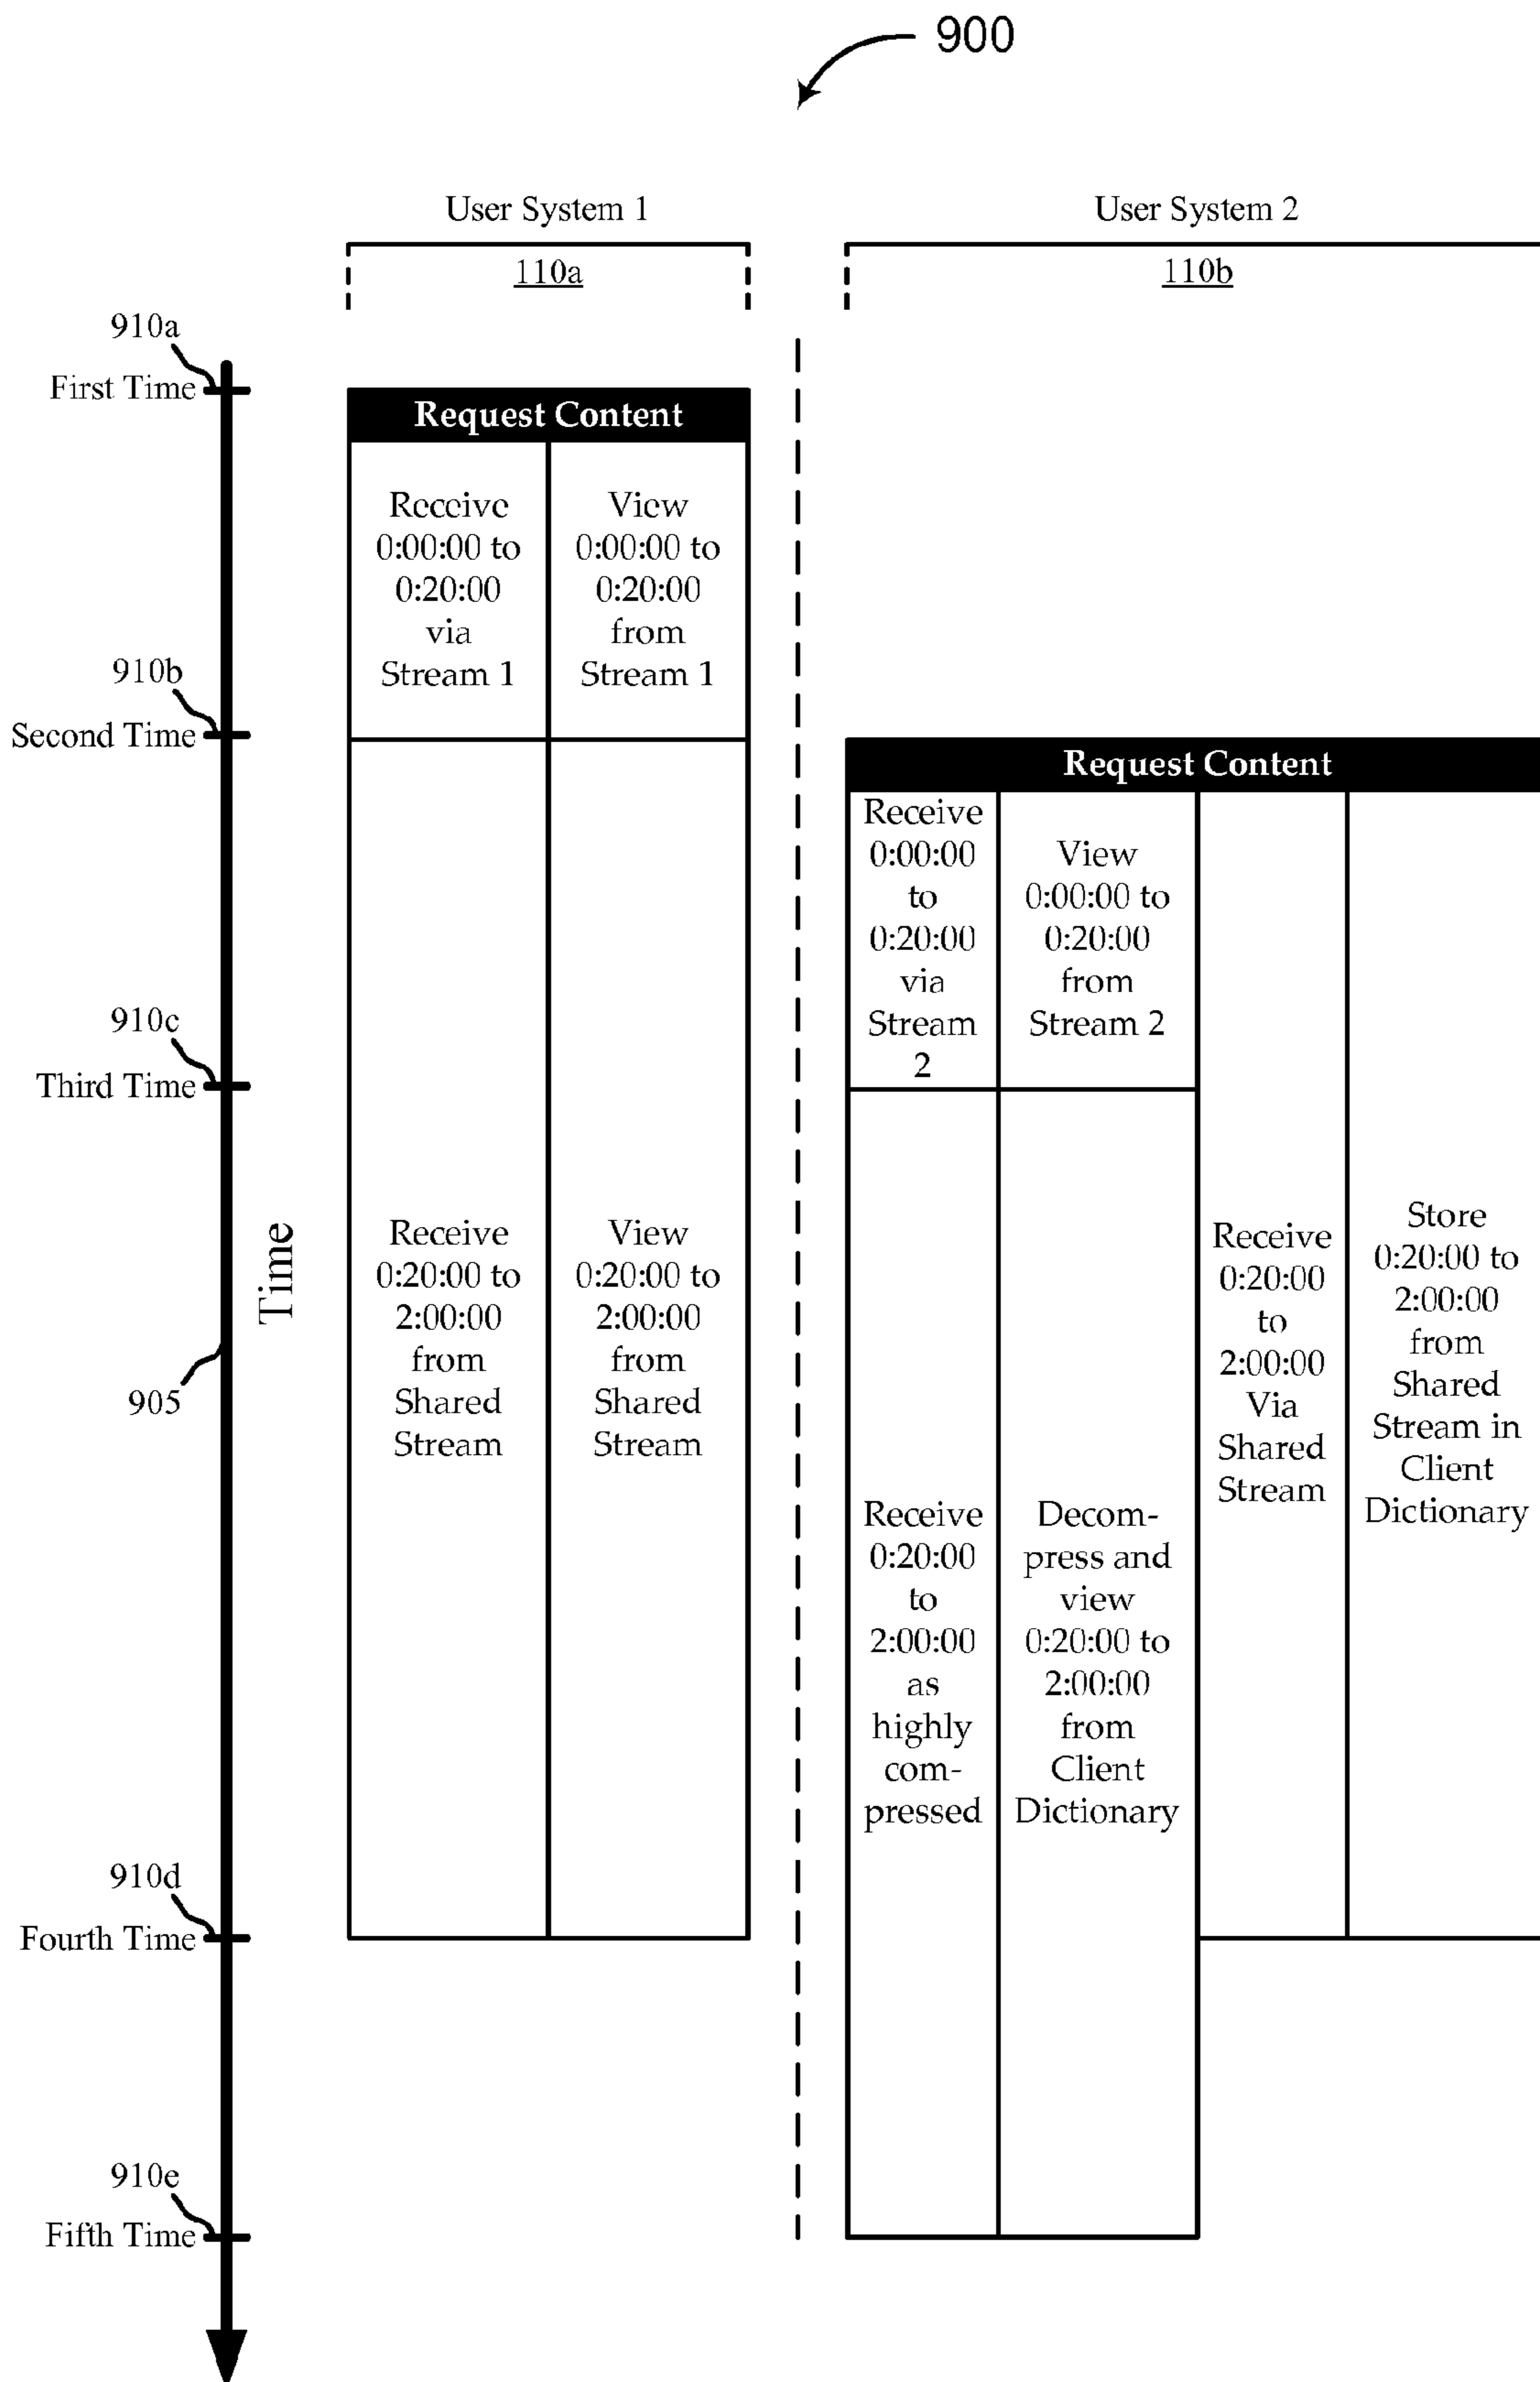 900
User System 1
110a
User System 2
110b
910a
First Time
Request Content
Receive
0:00:00 to
0:20:00
via
Stream 1
View
0:00:00 to
0:20:00
from
Stream 1
910b
Second Time
Request Content
Receive
0:00:00
to
0:20:00
via
Stream
2
View
0:00:00 to
0:20:00
from
Stream 2
910c
Third Time
Time
905
Receive
0:20:00 to
2:00:00
from
Shared
Stream
View
0:20:00 to
2:00:00
from
Shared
Stream
Receive
0:20:00
to
2:00:00
Via
Shared
Stream
Store
0:20:00 to
2:00:00
from
Shared
Stream in
Client
Dictionary
Receive
0:20:00
to
2:00:00
as
highly
com-
pressed
Decom-
press and
view
0:20:00 to
2:00:00
from
Client
Dictionary
910d
Fourth Time
910e
Fifth Time